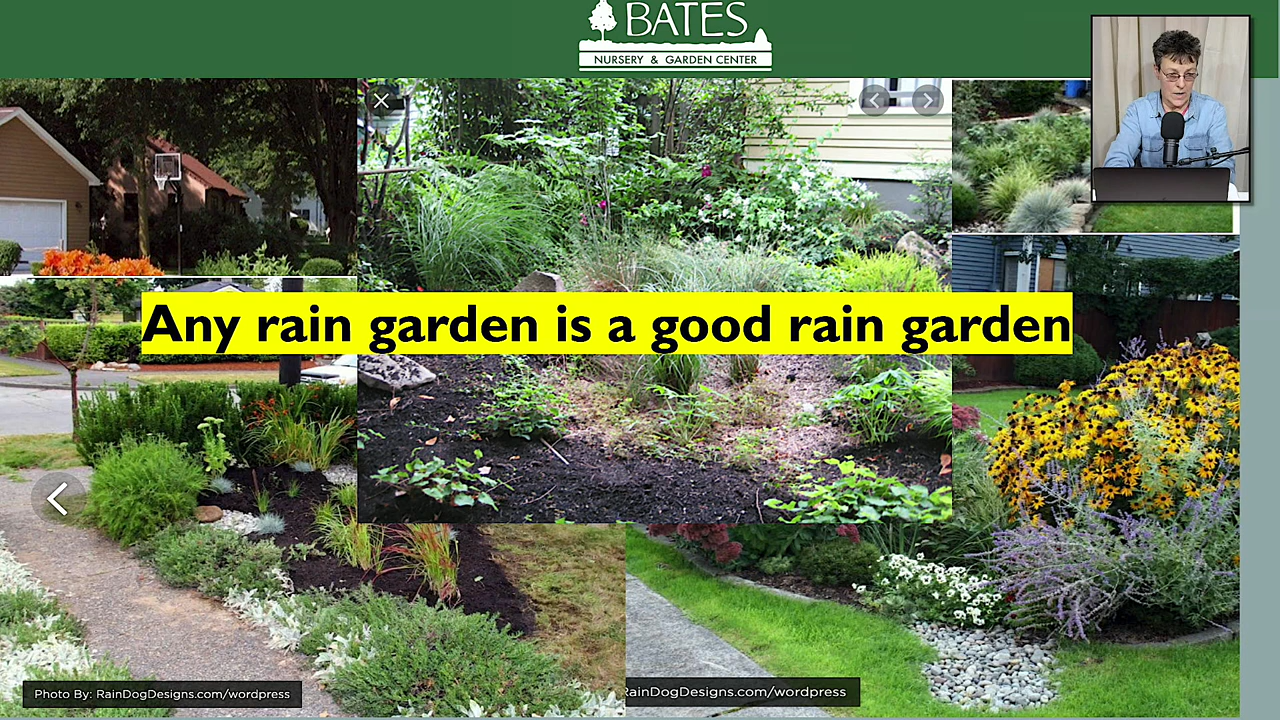 BATES
NURSERY & GARDEN CENTER
Any rain garden is a good rain garden
Photo By: RainDogDesigns.com/wordpress
RainDogDesigns.com/wordpress